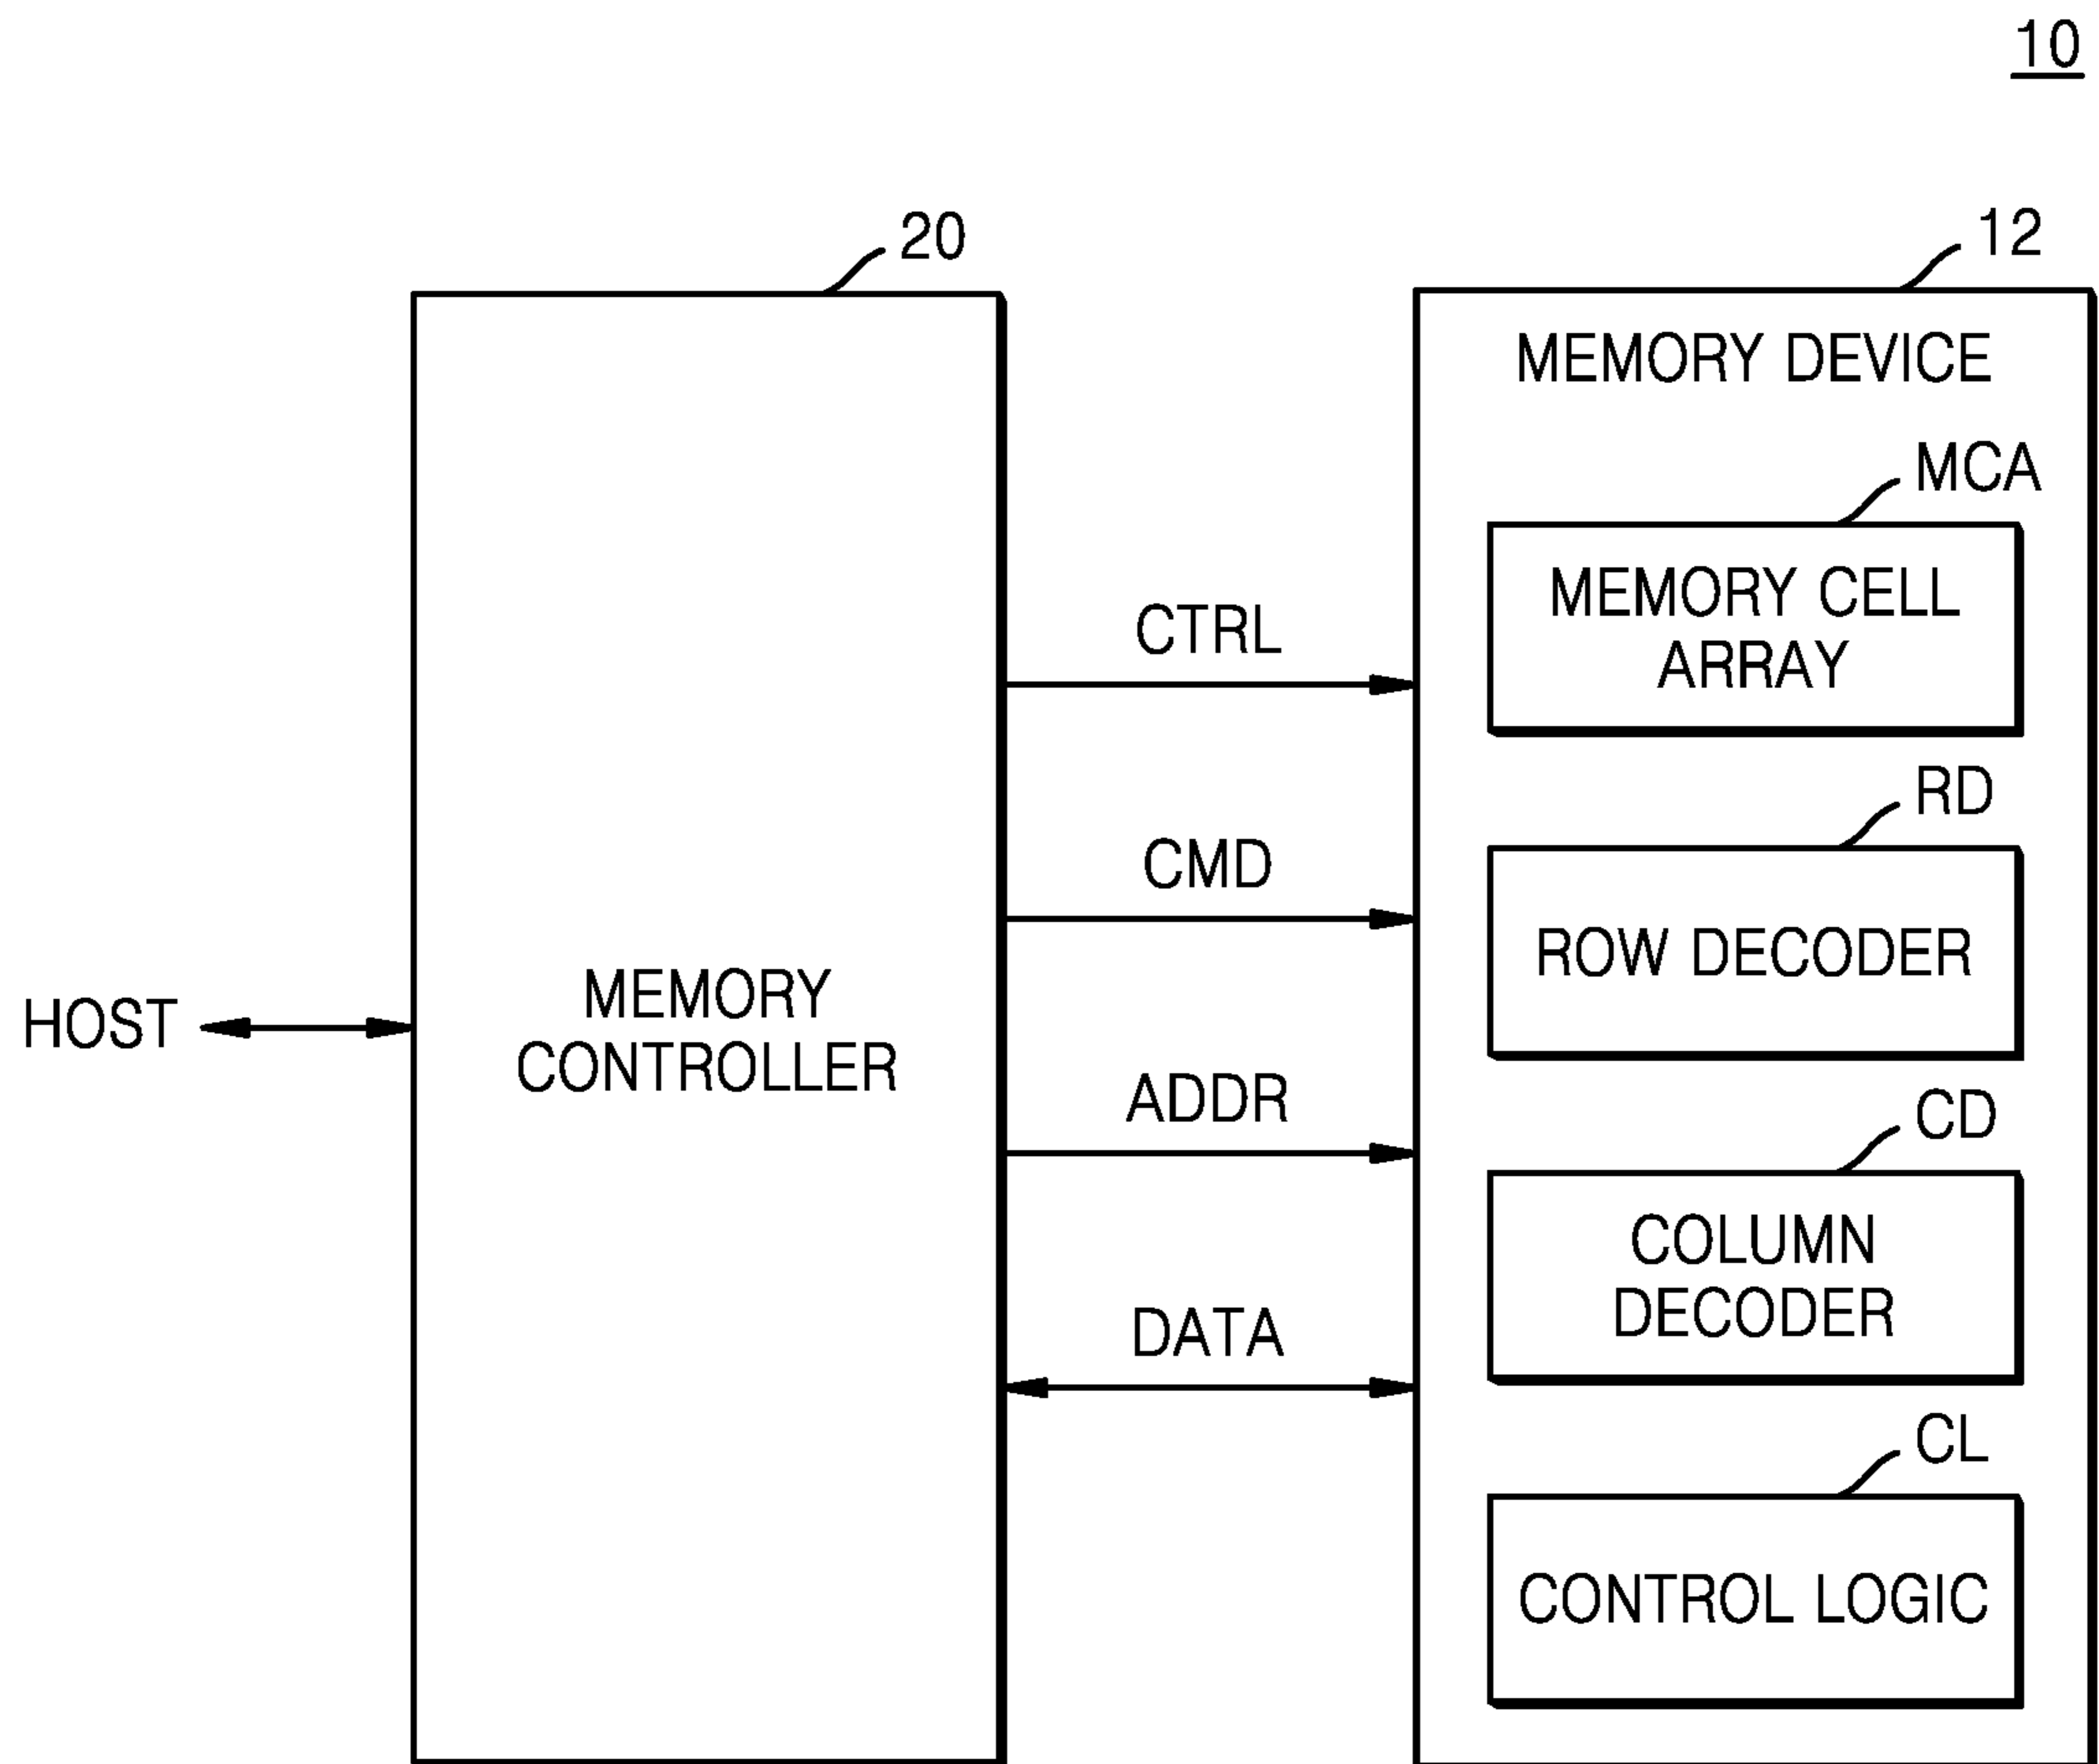 10
20
12
MEMORY DEVICE
MCA
MEMORY CELL
ARRAY
CTRL
RD
CMD
ROW DECODER
HOST
MEMORY
CONTROLLER
ADDR
CD
COLUMN
DECODER
DATA
CL
CONTROL LOGIC